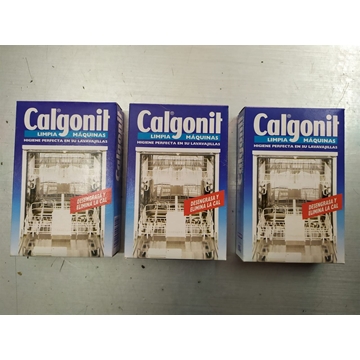 Calgonit
LIMPIA MÁQUINAS
HIGIENE PERFECTA EN SU LAVAVAJILLAS
DESENGRASA Y
ELIMINA LA CAL
Calgonit
LIMPIA MÁQUINAS
HIGIENE PERFECTA EN SU LAVAVAJILLAS
DESENGRASA Y
ELIMINA LA CAL
Calgonit
LIMPIA MÁQUINAS
HIGIENE PERFECTA EN SU LAVAVAJILLAS
DESENGRASA Y
ELIMINA LA CAL